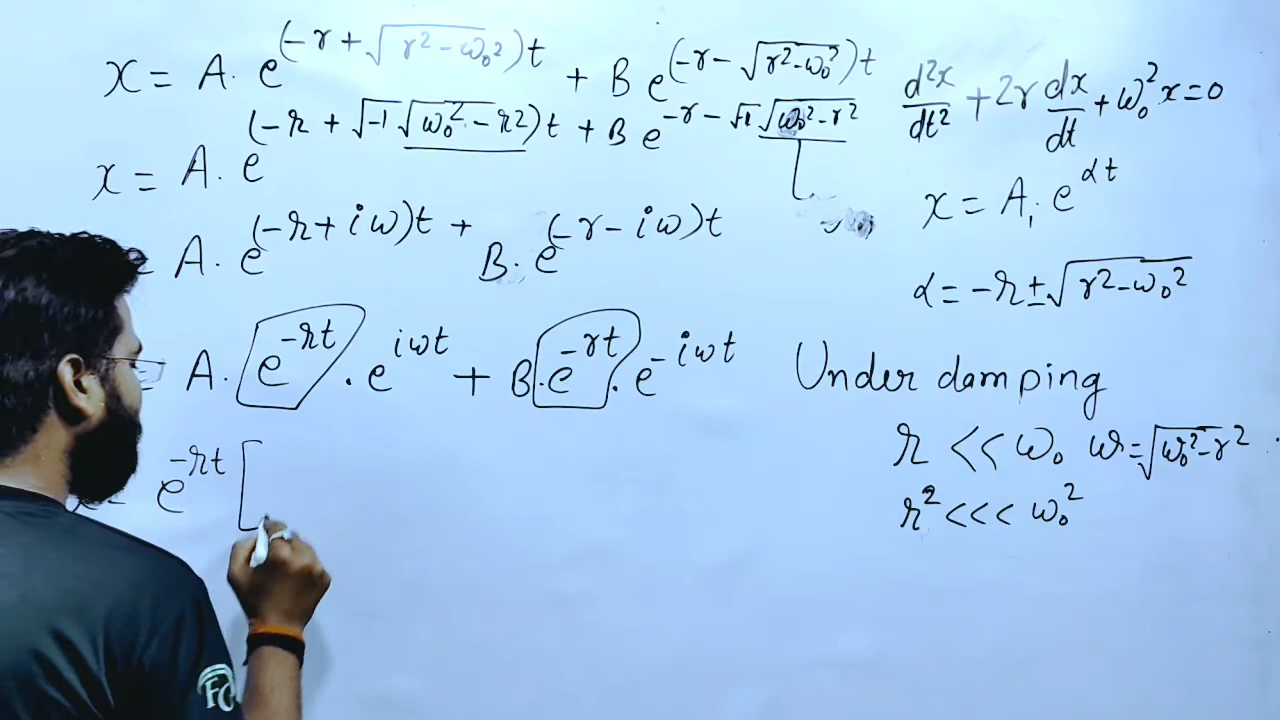 x = A. e^(-r + √r² - ω₀²)t + B e^(-r - √r² - ω₀²)t
x = A. e^(-r + √-1 √ω₀² - r²)t + B e^-r - √1 √ω₀² - r²
= A. e^(-r + iω)t + B. e^(-r - iω)t
= A. e^-rt . e^iωt + B. e^-rt . e^-iωt
x = e^-rt [
d²x/dt² + 2r dx/dt + ω₀² x = 0
x = A₁ e^αt
α = -r ± √r² - ω₀²
Under damping
r << ω₀ ω = √ω₀² - r²
r² <<< ω₀²